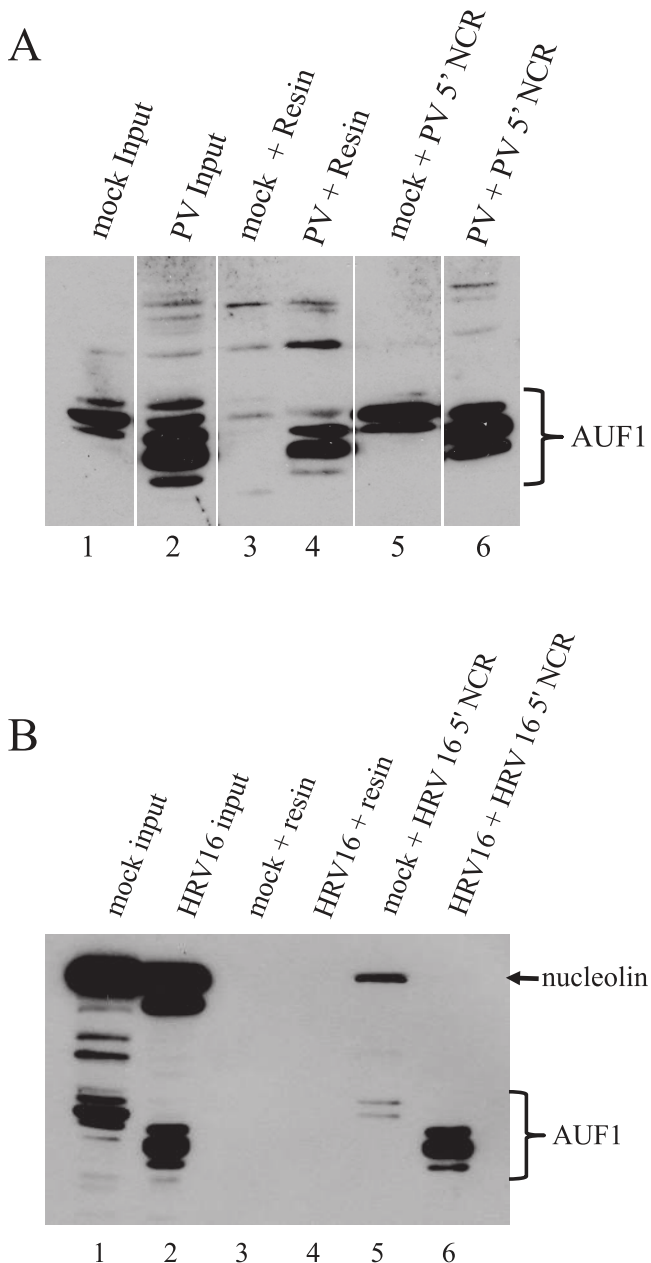 A
mock Input
PV Input
mock + Resin
PV + Resin
mock + PV 5’ NCR
PV + PV 5’ NCR
AUF1
1 2 3 4 5 6
B
mock input
HRV16 input
mock + resin
HRV16 + resin
mock + HRV 16 5' NCR
HRV16 + HRV 16 5' NCR
nucleolin
AUF1
1 2 3 4 5 6